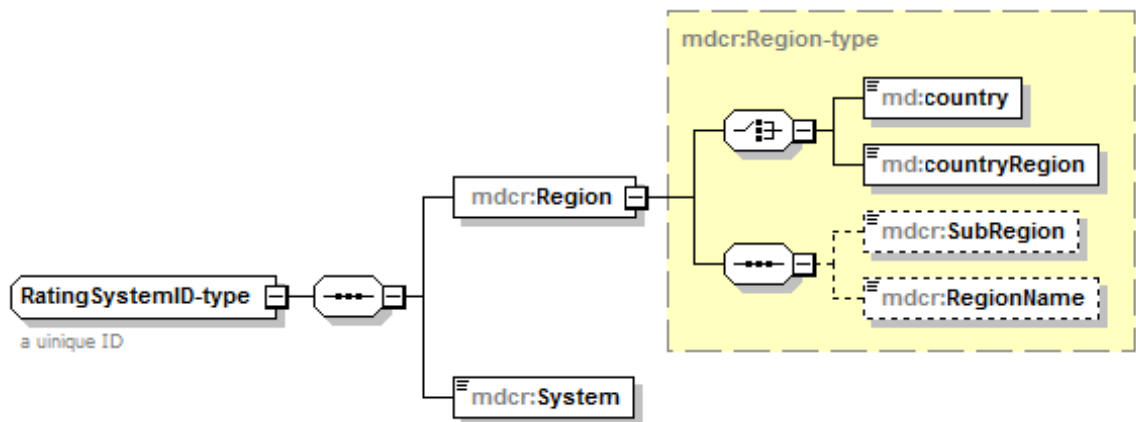 mdcr:Region-type
md:country
md:countryRegion
mdcr:Region
mdcr:SubRegion
RatingSystemID-type
mdcr:RegionName
a uinique ID
mdcr:System